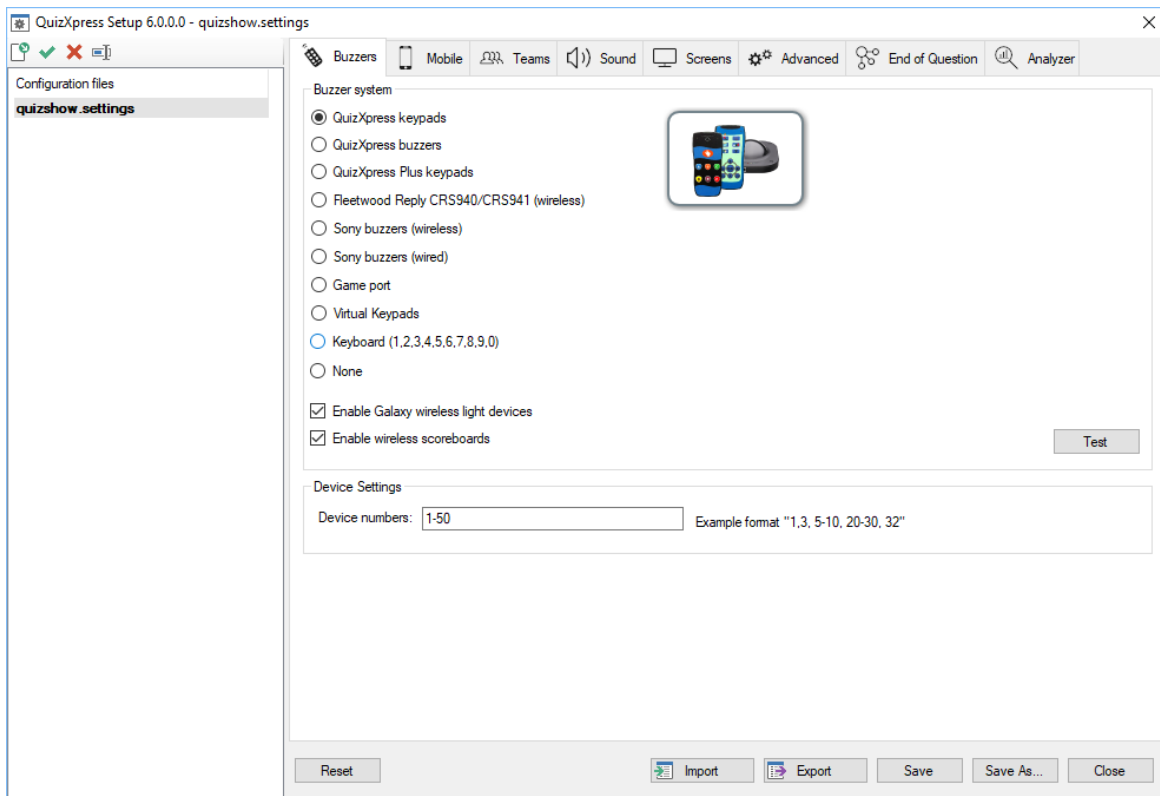 QuizXpress Setup 6.0.0.0 - quizshow.settings
Buzzers Mobile Teams Sound Screens Advanced End of Question Analyzer
Configuration files
quizshow.settings
Buzzer system
QuizXpress keypads
QuizXpress buzzers
QuizXpress Plus keypads
Fleetwood Reply CRS940/CRS941 (wireless)
Sony buzzers (wireless)
Sony buzzers (wired)
Game port
Virtual Keypads
Keyboard (1,2,3,4,5,6,7,8,9,0)
None
Enable Galaxy wireless light devices
Enable wireless scoreboards
Test
Device Settings
Device numbers: 1-50 Example format "1,3, 5-10, 20-30, 32"
Reset Import Export Save Save As... Close